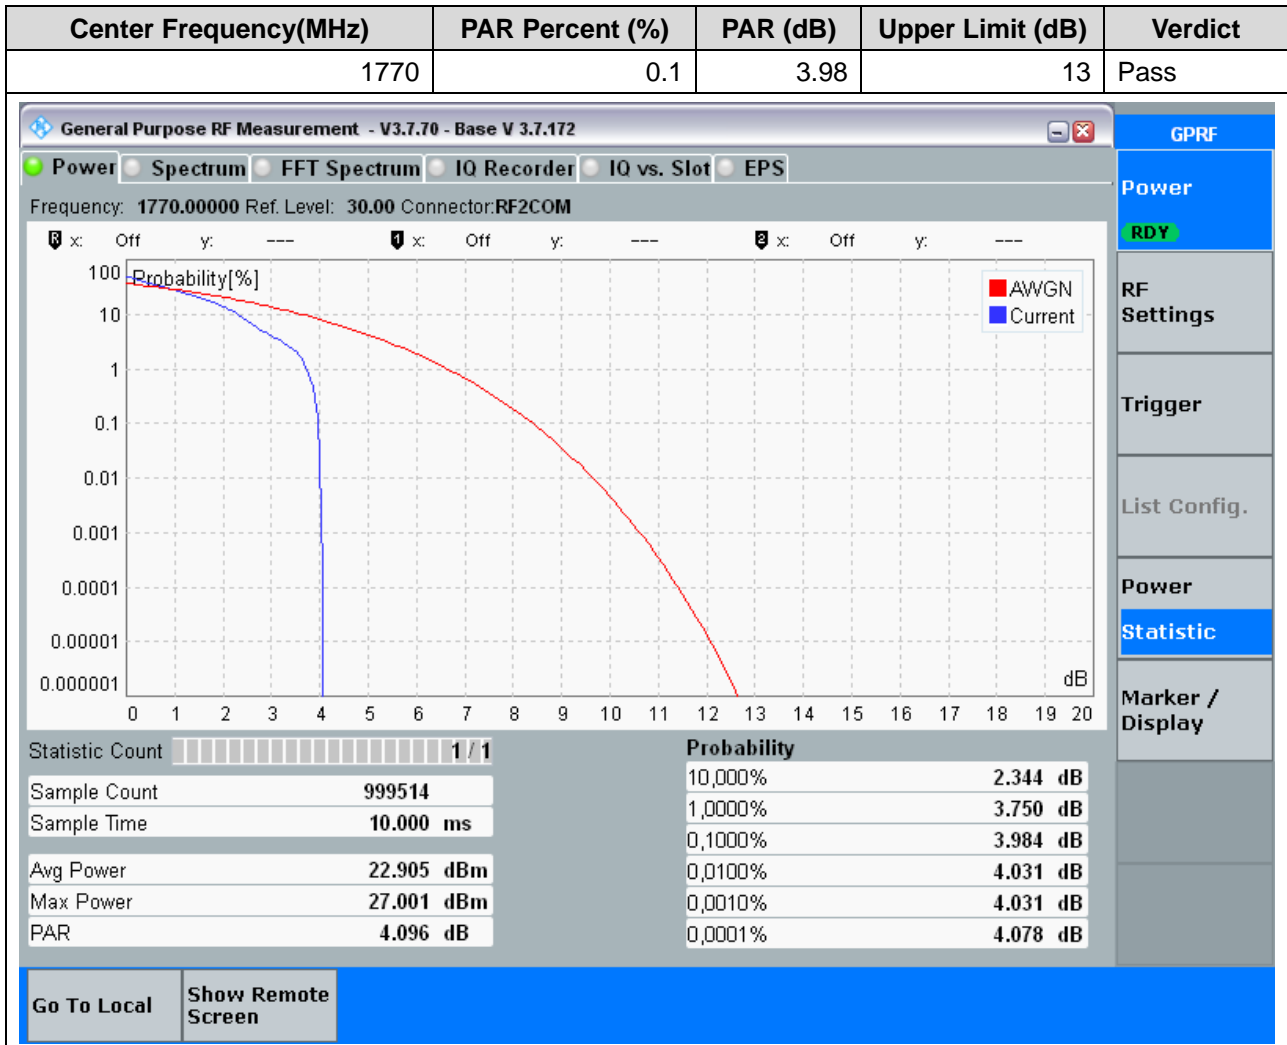 Center Frequency(MHz) PAR Percent (%) PAR (dB) Upper Limit (dB) Verdict
1770 0.1 3.98 13 Pass
General Purpose RF Measurement - V3.7.70 - Base V 3.7.172
GPRF
Power Spectrum FFT Spectrum IQ Recorder IQ vs. Slot EPS
Power
RDY
Frequency: 1770.00000 Ref. Level: 30.00 Connector:RF2COM
R x: Off y: --- 1 x: Off y: --- 2 x: Off y: ---
Probability[%]
100
10
1
0.1
0.01
0.001
0.0001
0.00001
0.000001
AWGN
Current
dB
0 1 2 3 4 5 6 7 8 9 10 11 12 13 14 15 16 17 18 19 20
RF
Settings
Trigger
List Config.
Power
Statistic
Marker /
Display
Statistic Count 1 / 1
Sample Count 999514
Sample Time 10.000 ms
Avg Power 22.905 dBm
Max Power 27.001 dBm
PAR 4.096 dB
Probability
10,000% 2.344 dB
1,0000% 3.750 dB
0,1000% 3.984 dB
0,0100% 4.031 dB
0,0010% 4.031 dB
0,0001% 4.078 dB
Go To Local
Show Remote
Screen